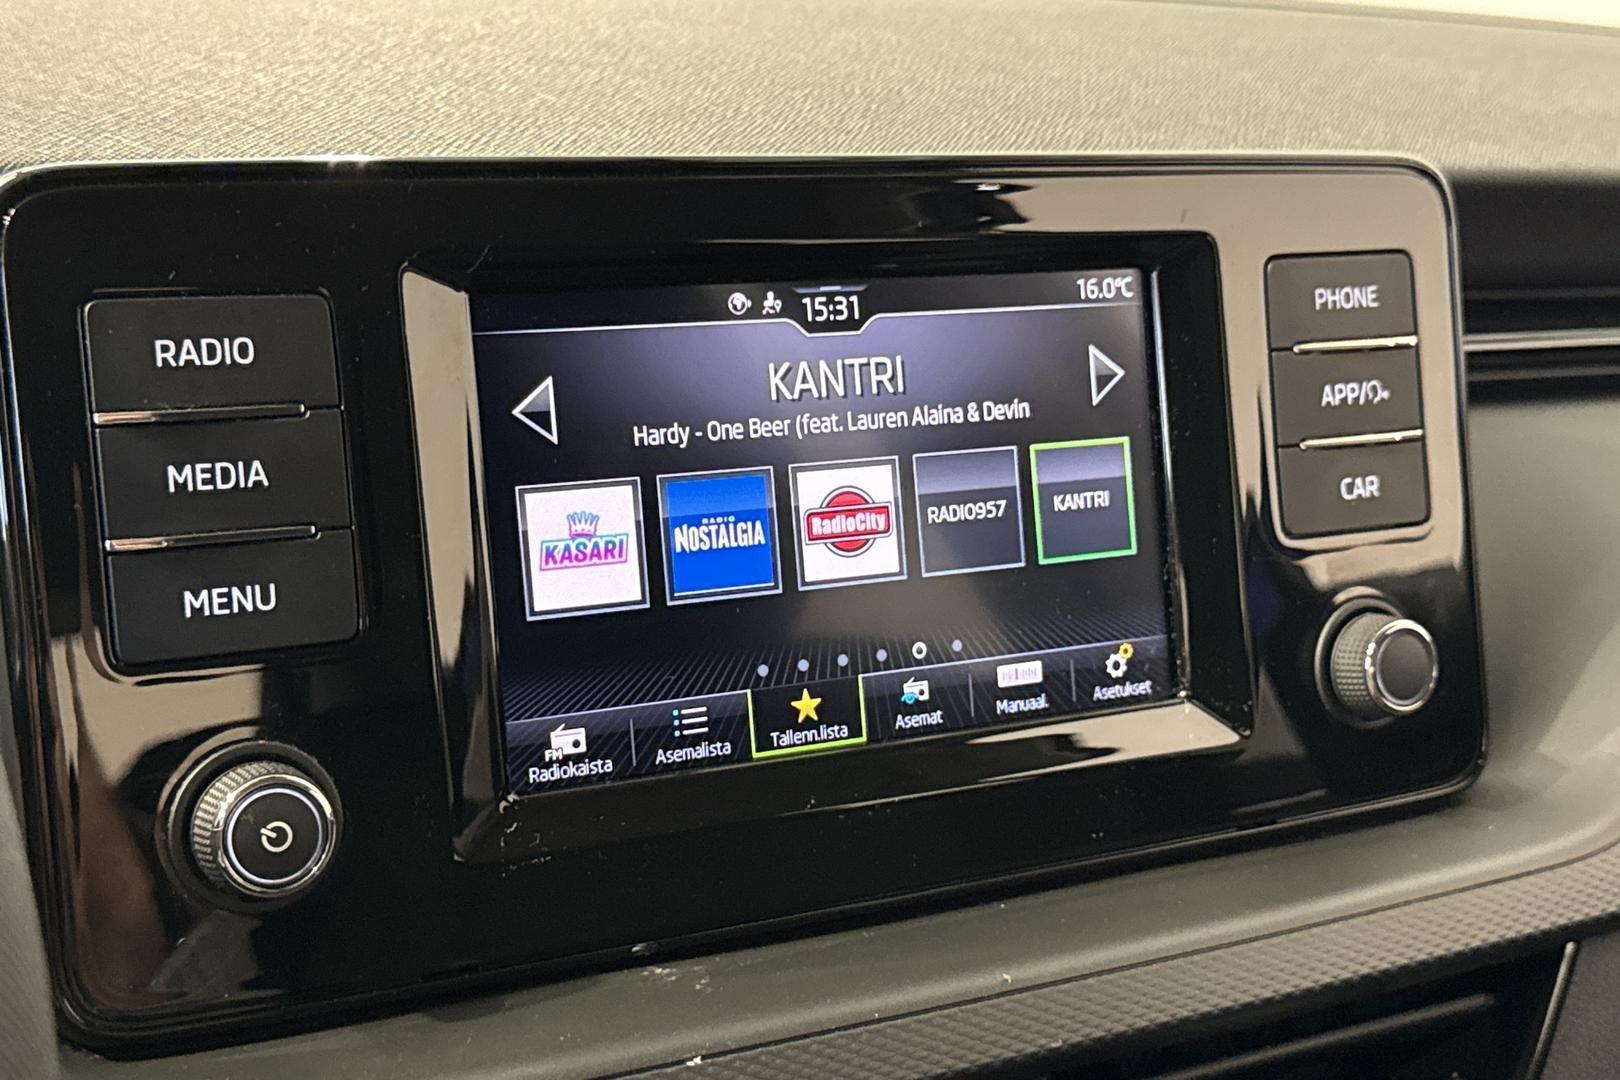 15:31
16.0°C
KANTRI
Hardy - One Beer (feat. Lauren Alaina & Devin
KASARI
RADIO
NOSTALGIA
RadioCity
RADIO957
KANTRI
FM
Radiokaista
Asemalista
Tallenn.lista
Asemat
Manuaal.
Asetukset
RADIO
MEDIA
MENU
PHONE
APP/
CAR